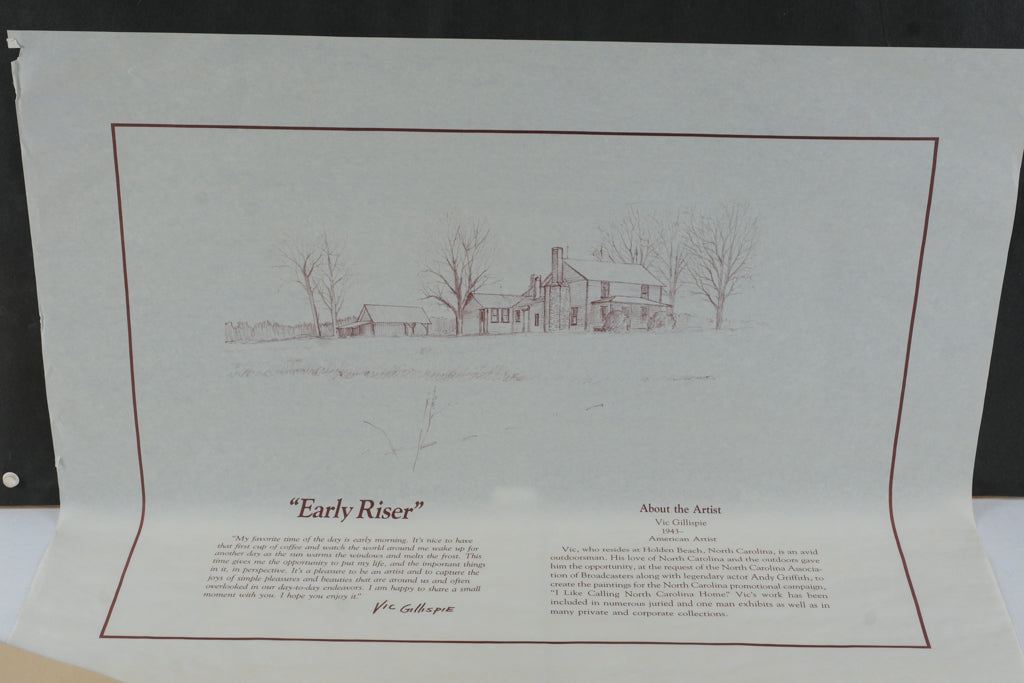 “Early Riser”
“My favorite time of the day is early morning. It's nice to have
that first cup of coffee and watch the world around me wake up for
another day as the sun warms the windows and melts the frost. This
time gives me the opportunity to put my life, and the important things
in it, in perspective. It's a pleasure to be an artist and to capture the
joys of simple pleasures and beauties that are around us and often
overlooked in our day-to-day endeavors. I am happy to share a small
moment with you. I hope you enjoy it.”
Vic Gillispie
About the Artist
Vic Gillispie
1943–
American Artist
Vic, who resides at Holden Beach, North Carolina, is an avid
outdoorsman. His love of North Carolina and the outdoors gave
him the opportunity, at the request of the North Carolina Associa-
tion of Broadcasters along with legendary actor Andy Griffith, to
create the paintings for the North Carolina promotional campaign,
“I Like Calling North Carolina Home.” Vic's work has been
included in numerous juried and one man exhibits as well as in
many private and corporate collections.